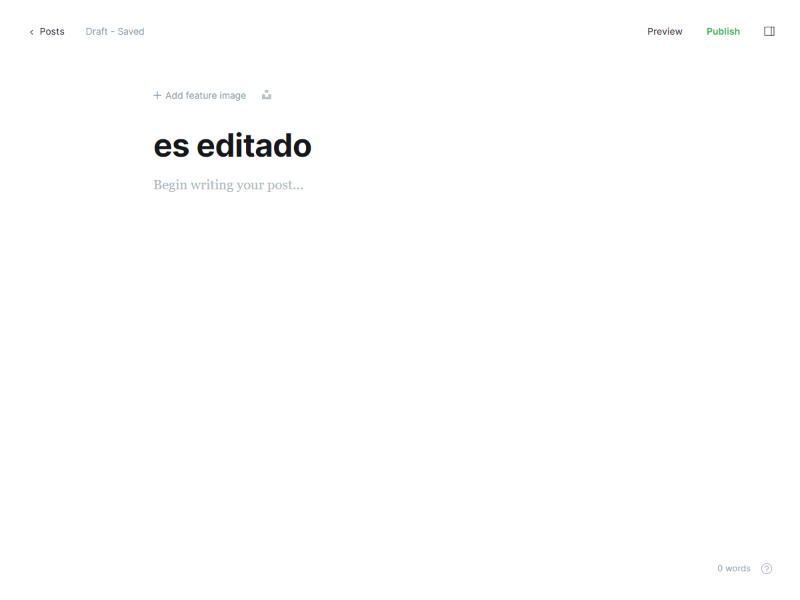 Posts Draft - Saved Preview Publish
Add feature image
es editado
Begin writing your post...
0 words